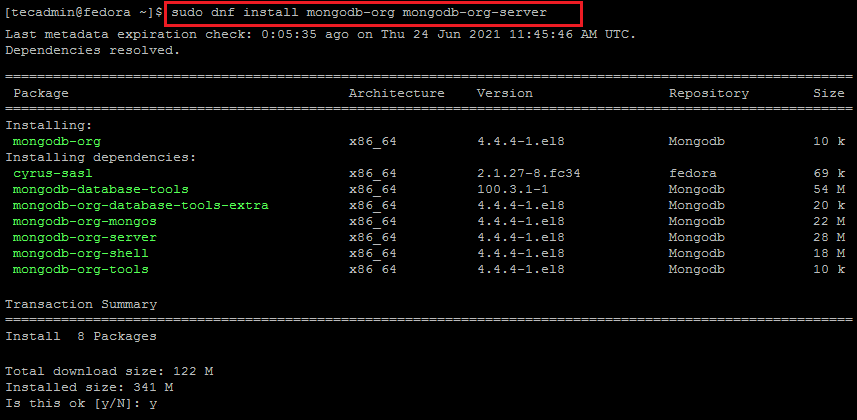 [tecadmin@fedora ~]$ sudo dnf install mongodb-org mongodb-org-server
Last metadata expiration check: 0:05:35 ago on Thu 24 Jun 2021 11:45:46 AM UTC.
Dependencies resolved.
================================================================================
Package Architecture Version Repository Size
================================================================================
Installing:
mongodb-org x86_64 4.4.4-1.el8 Mongodb 10 k
Installing dependencies:
cyrus-sasl x86_64 2.1.27-8.fc34 fedora 69 k
mongodb-database-tools x86_64 100.3.1-1 Mongodb 54 M
mongodb-org-database-tools-extra x86_64 4.4.4-1.el8 Mongodb 20 k
mongodb-org-mongos x86_64 4.4.4-1.el8 Mongodb 22 M
mongodb-org-server x86_64 4.4.4-1.el8 Mongodb 28 M
mongodb-org-shell x86_64 4.4.4-1.el8 Mongodb 18 M
mongodb-org-tools x86_64 4.4.4-1.el8 Mongodb 10 k
Transaction Summary
================================================================================
Install 8 Packages
Total download size: 122 M
Installed size: 341 M
Is this ok [y/N]: y